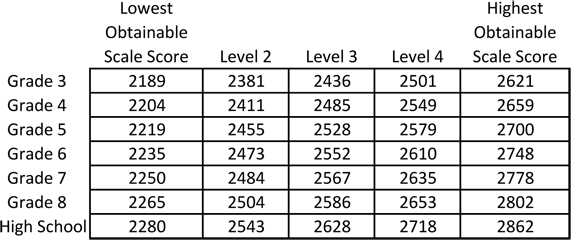 Lowest Highest
Obtainable Obtainable
Scale Score Level 2 Level 3 Level 4 Scale Score
Grade 3 2189 2381 2436 2501 2621
Grade 4 2204 2411 2485 2549 2659
Grade 5 2219 2455 2528 2579 2700
Grade 6 2235 2473 2552 2610 2748
Grade 7 2250 2484 2567 2635 2778
Grade 8 2265 2504 2586 2653 2802
High School 2280 2543 2628 2718 2862